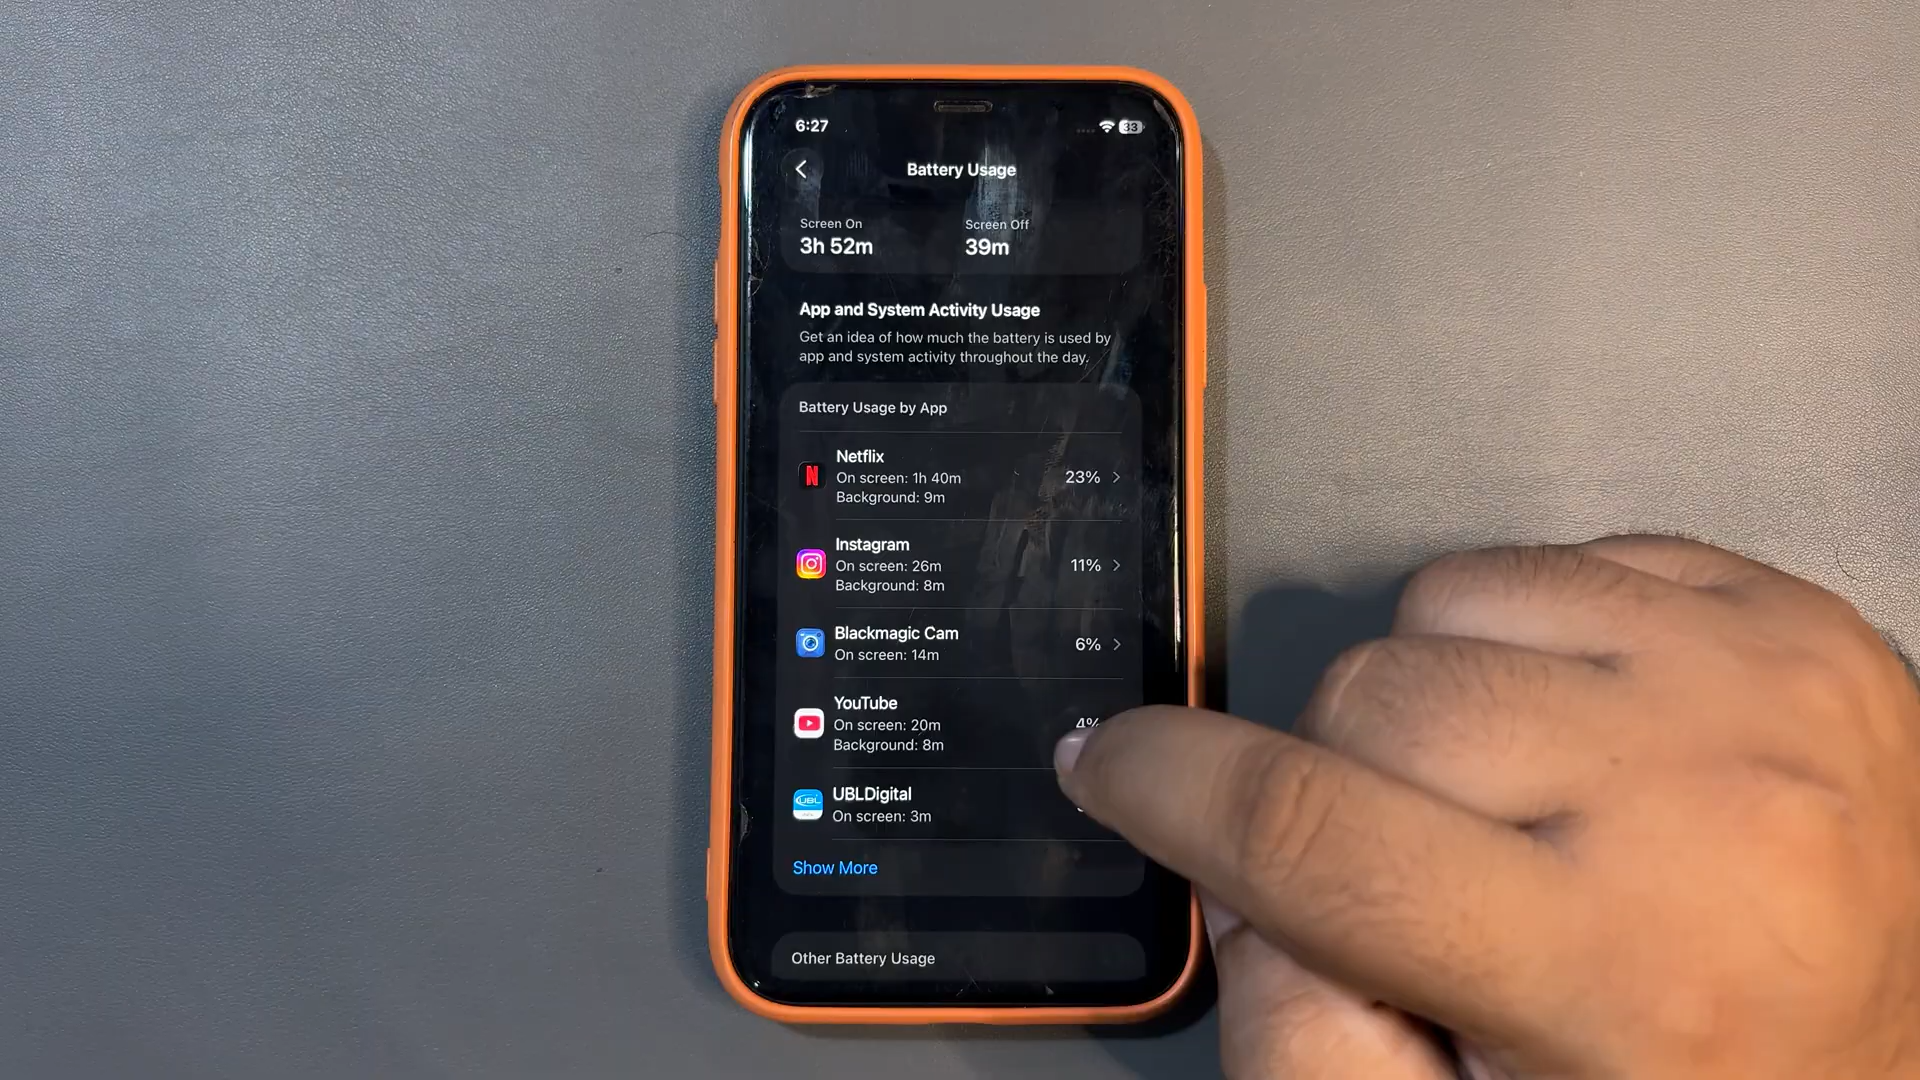 6:27
33
Battery Usage
Screen On
Screen Off
3h 52m
39m
App and System Activity Usage
Get an idea of how much the battery is used by
app and system activity throughout the day.
Battery Usage by App
Netflix
On screen: 1h 40m
Background: 9m
23%
Instagram
On screen: 26m
Background: 8m
11%
Blackmagic Cam
On screen: 14m
6%
YouTube
On screen: 20m
Background: 8m
4%
UBLDigital
On screen: 3m
UBL
Show More
Other Battery Usage